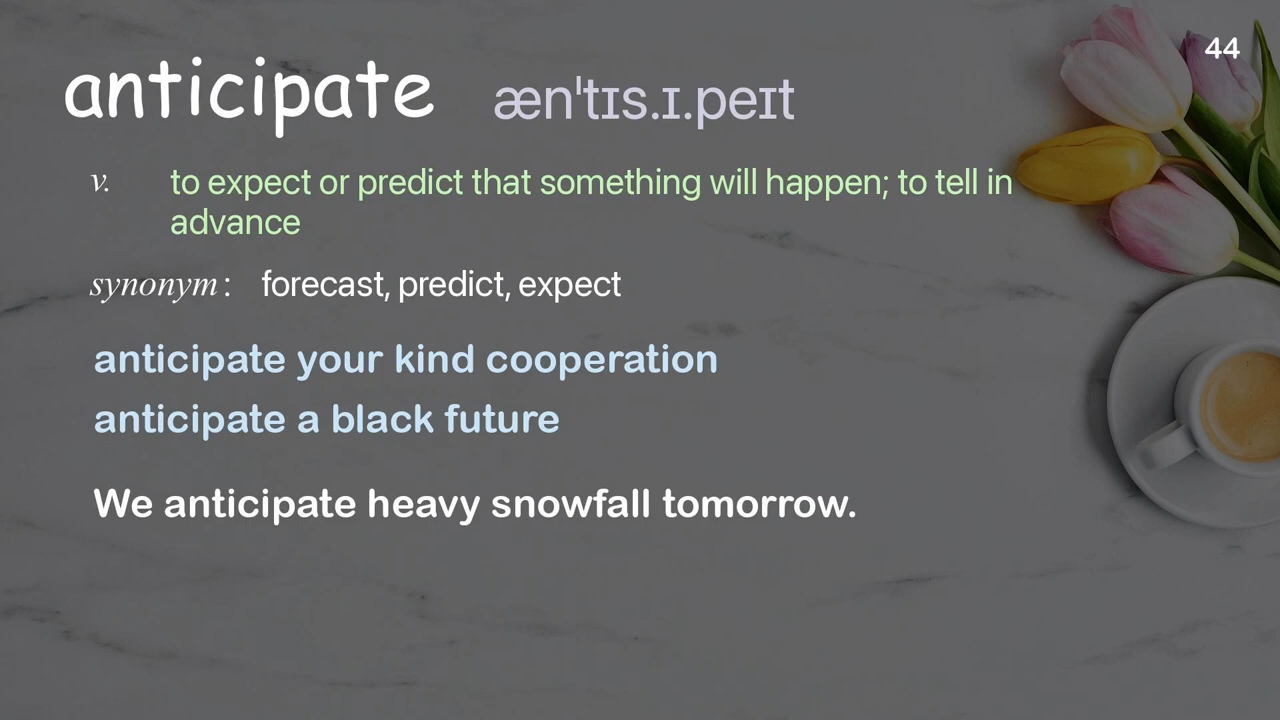 44
anticipate æn'tɪs.ɪ.peɪt
v. to expect or predict that something will happen; to tell in
advance
synonym : forecast, predict, expect
anticipate your kind cooperation
anticipate a black future
We anticipate heavy snowfall tomorrow.